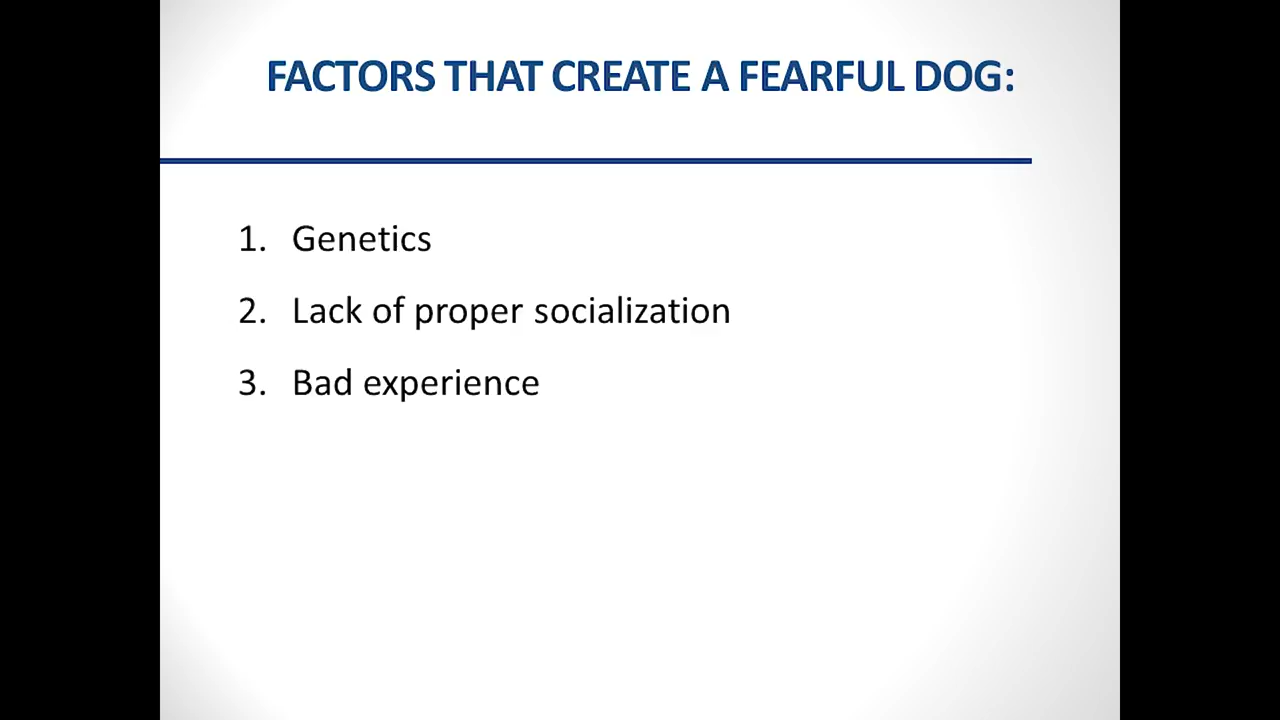 FACTORS THAT CREATE A FEARFUL DOG:
1. Genetics
2. Lack of proper socialization
3. Bad experience